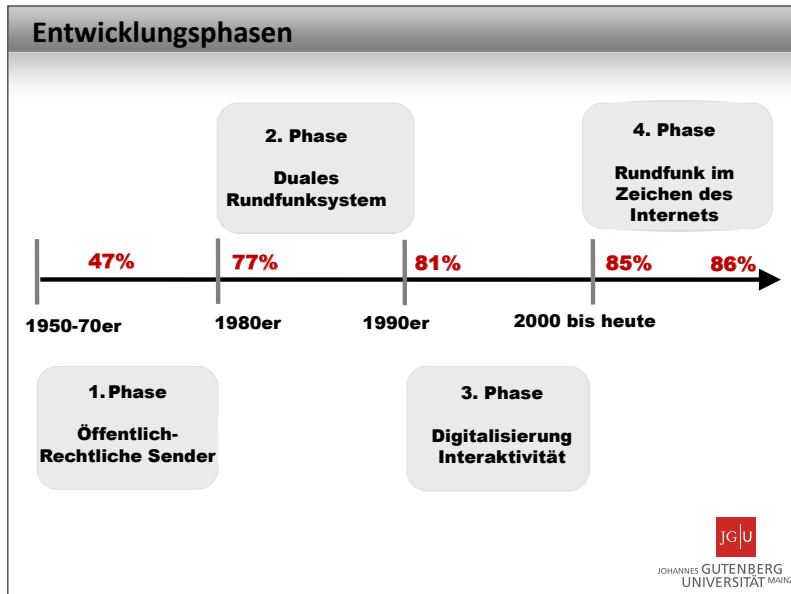 Entwicklungsphasen
2. Phase
Duales
Rundfunksystem
4. Phase
Rundfunk im
Zeichen des
Internets
47%
77%
81%
85%
86%
1950-70er
1980er
1990er
2000 bis heute
1. Phase
Öffentlich-
Rechtliche Sender
3. Phase
Digitalisierung
Interaktivität
JG|U
JOHANNES GUTENBERG
UNIVERSITÄT MAINZ